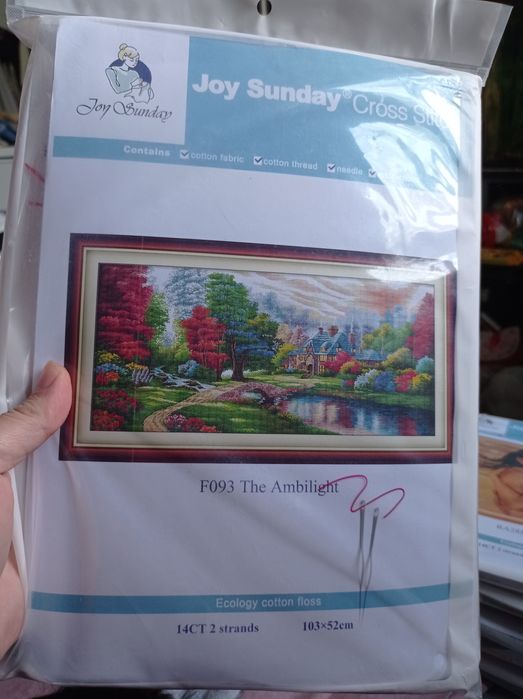 Joy Sunday
Joy Sunday® Cross
Contains cotton fabric cotton thread needle
F093 The Ambilight
Ecology cotton floss
14CT 2 strands 103×52cm